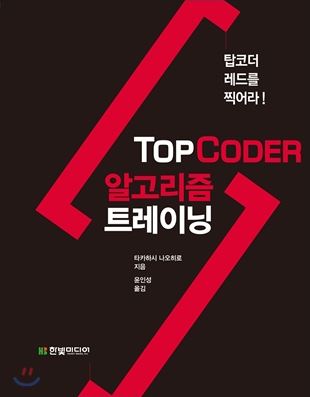 탑코더
레드를
찍어라!
TOPCODER
알고리즘
트레이닝
타카하시 나오히로
지음
윤인성
옮김
한빛미디어